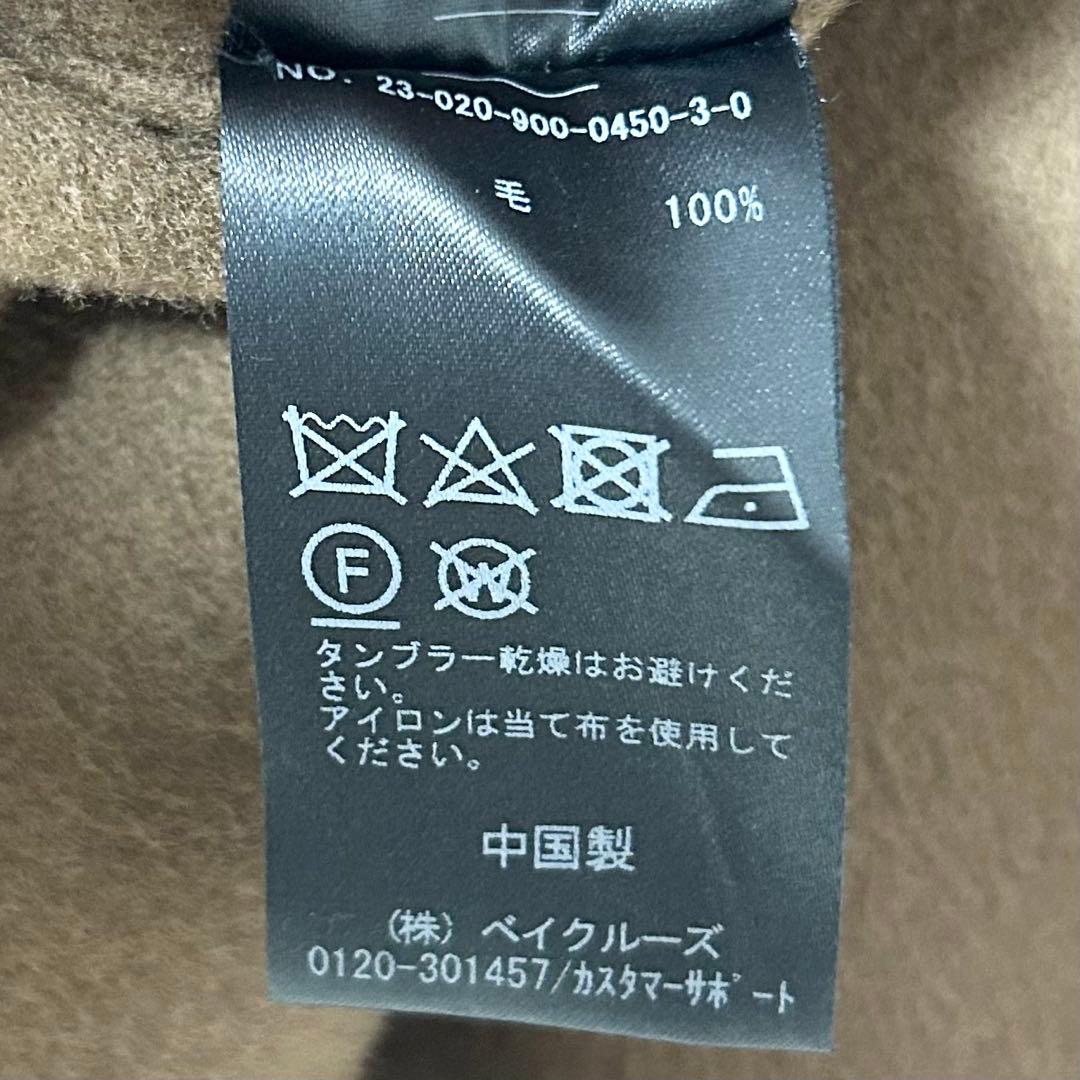 NO. 23-020-900-0450-3-0
毛 100%
F W
タンブラー乾燥はお避けくだ
さい。
アイロンは当て布を使用して
ください。
中国製
(株) ベイクルーズ
0120-301457/カスタマーサポート